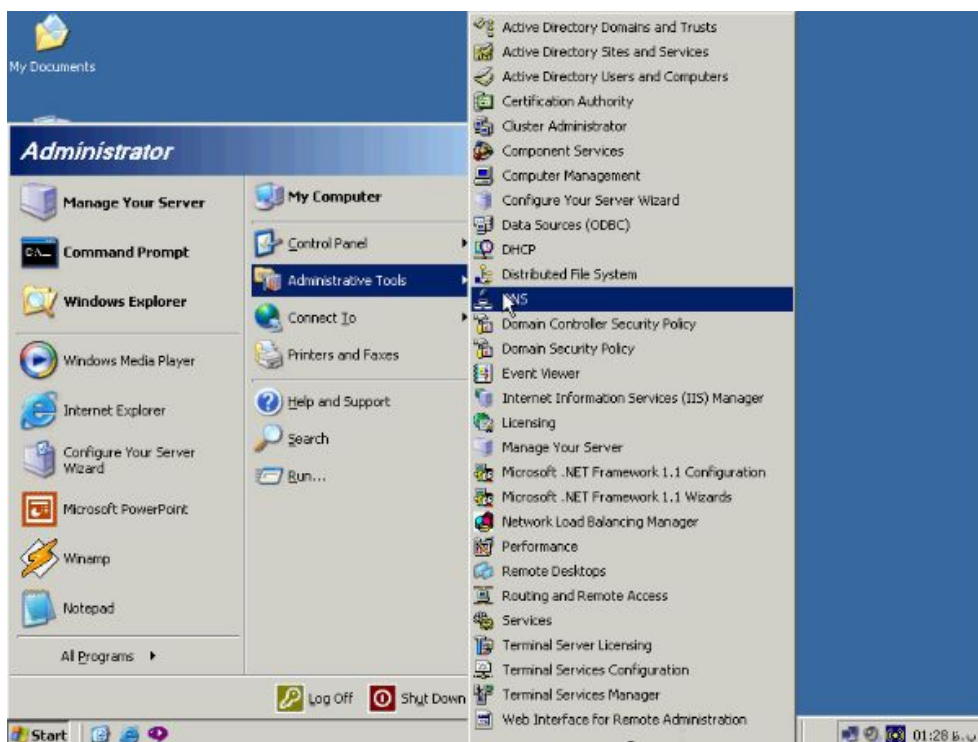 My Documents
Administrator
Manage Your Server
Command Prompt
Windows Explorer
Windows Media Player
Internet Explorer
Configure Your Server
Wizard
Microsoft PowerPoint
Winamp
Notepad
All Programs
My Computer
Control Panel
Administrative Tools
Connect To
Printers and Faxes
Help and Support
Search
Run...
Log Off
Shut Down
Active Directory Domains and Trusts
Active Directory Sites and Services
Active Directory Users and Computers
Certification Authority
Cluster Administrator
Component Services
Computer Management
Configure Your Server Wizard
Data Sources (ODBC)
DHCP
Distributed File System
DNS
Domain Controller Security Policy
Domain Security Policy
Event Viewer
Internet Information Services (IIS) Manager
Licensing
Manage Your Server
Microsoft .NET Framework 1.1 Configuration
Microsoft .NET Framework 1.1 Wizards
Network Load Balancing Manager
Performance
Remote Desktops
Routing and Remote Access
Services
Terminal Server Licensing
Terminal Services Configuration
Terminal Services Manager
Web Interface for Remote Administration
Start
01:28